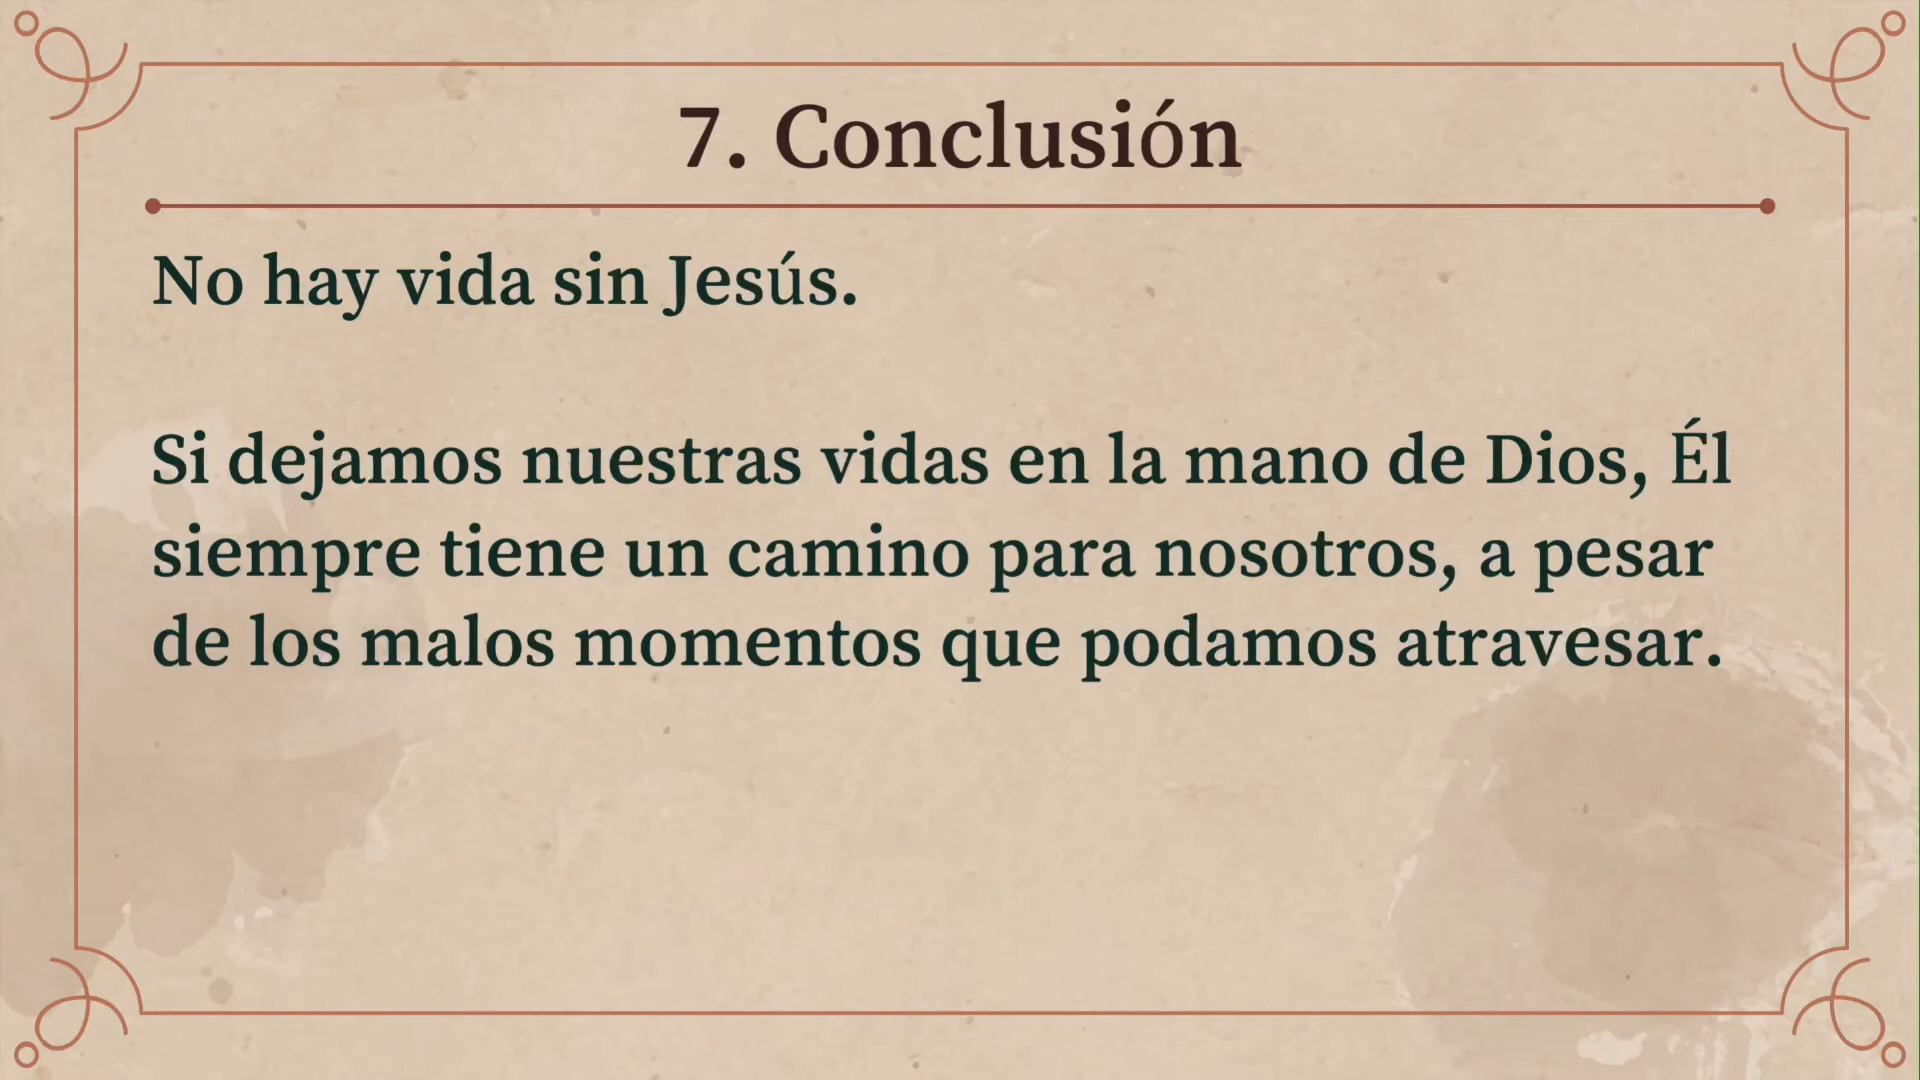 7. Conclusión
No hay vida sin Jesús.
Si dejamos nuestras vidas en la mano de Dios, Él
siempre tiene un camino para nosotros, a pesar
de los malos momentos que podamos atravesar.